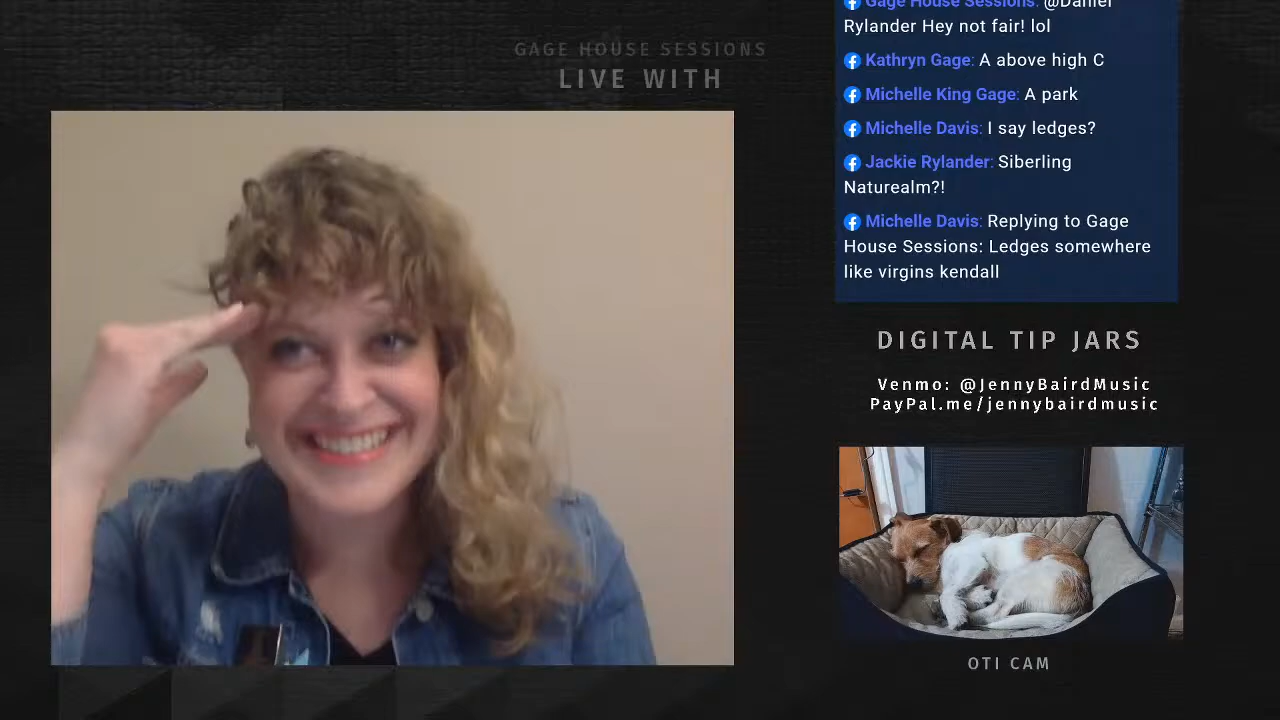 GAGE HOUSE SESSIONS
LIVE WITH
Gage House Sessions: @Daniel
Rylander Hey not fair! lol
Kathryn Gage: A above high C
Michelle King Gage: A park
Michelle Davis: I say ledges?
Jackie Rylander: Siberling
Naturealm?!
Michelle Davis: Replying to Gage
House Sessions: Ledges somewhere
like virgins kendall
DIGITAL TIP JARS
Venmo: @JennyBairdMusic
PayPal.me/jennybairdmusic
OTI CAM